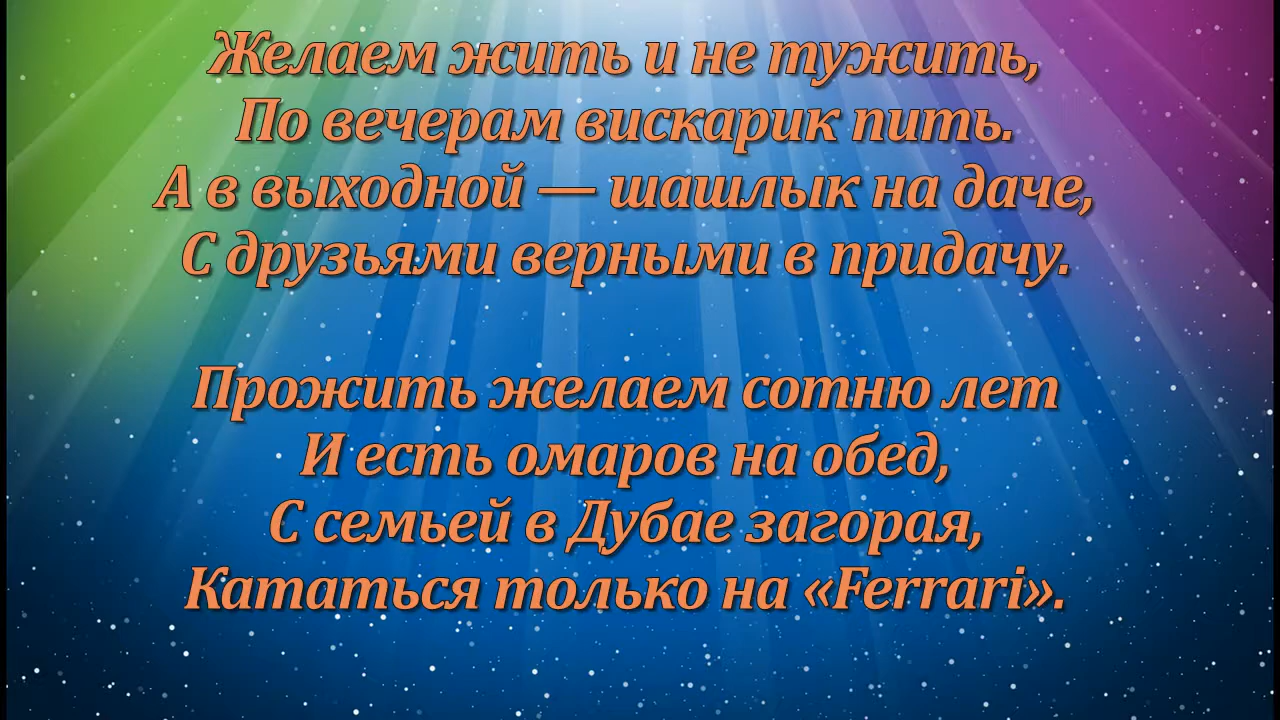 Желаем жить и не тужить,
По вечерам вискарик пить.
А в выходной — шашлык на даче,
С друзьями верными в придачу.
Прожить желаем сотню лет
И есть омаров на обед,
С семьей в Дубае загорая,
Кататься только на «Ferrari».